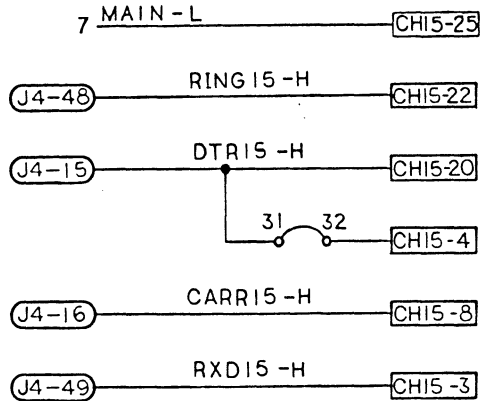 7 MAIN-L CH15-25
J4-48 RING15-H CH15-22
J4-15 DTR15-H CH15-20
31 32 CH15-4
J4-16 CARR15-H CH15-8
J4-49 RXD15-H CH15-3